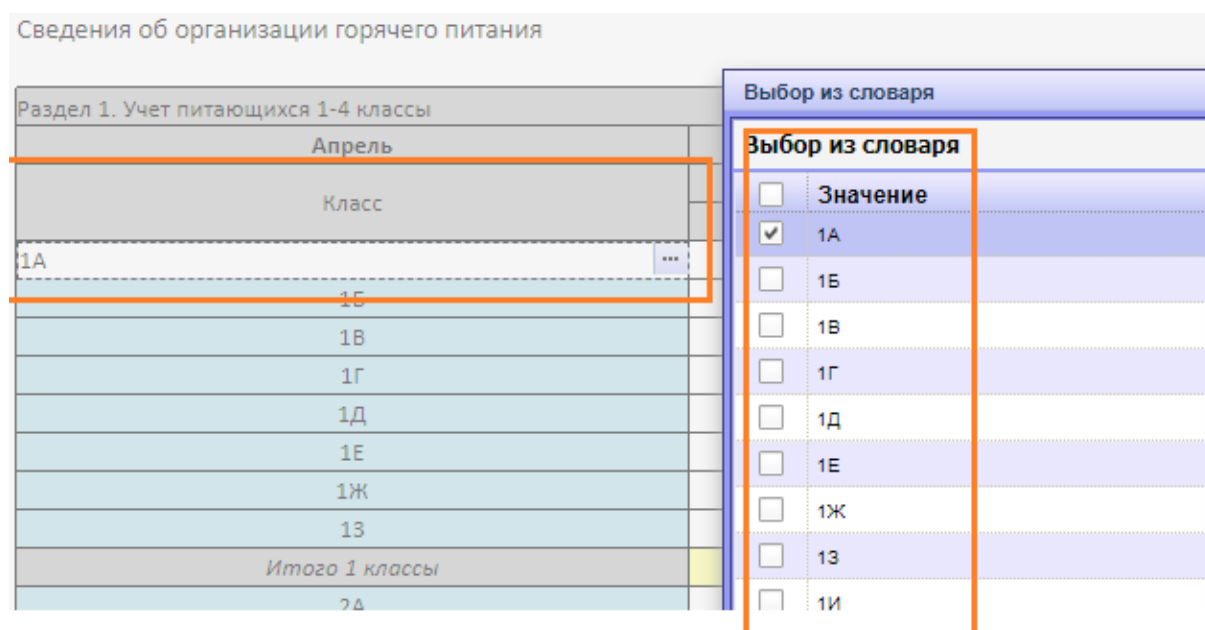 Сведения об организации горячего питания
Раздел 1. Учет питающихся 1-4 классы
Апрель
Класс
1А
...
1Б
1В
1Г
1Д
1Е
1Ж
1З
Итого 1 классы
2А
Выбор из словаря
Выбор из словаря
Значение
1А
1Б
1В
1Г
1Д
1Е
1Ж
1З
1И